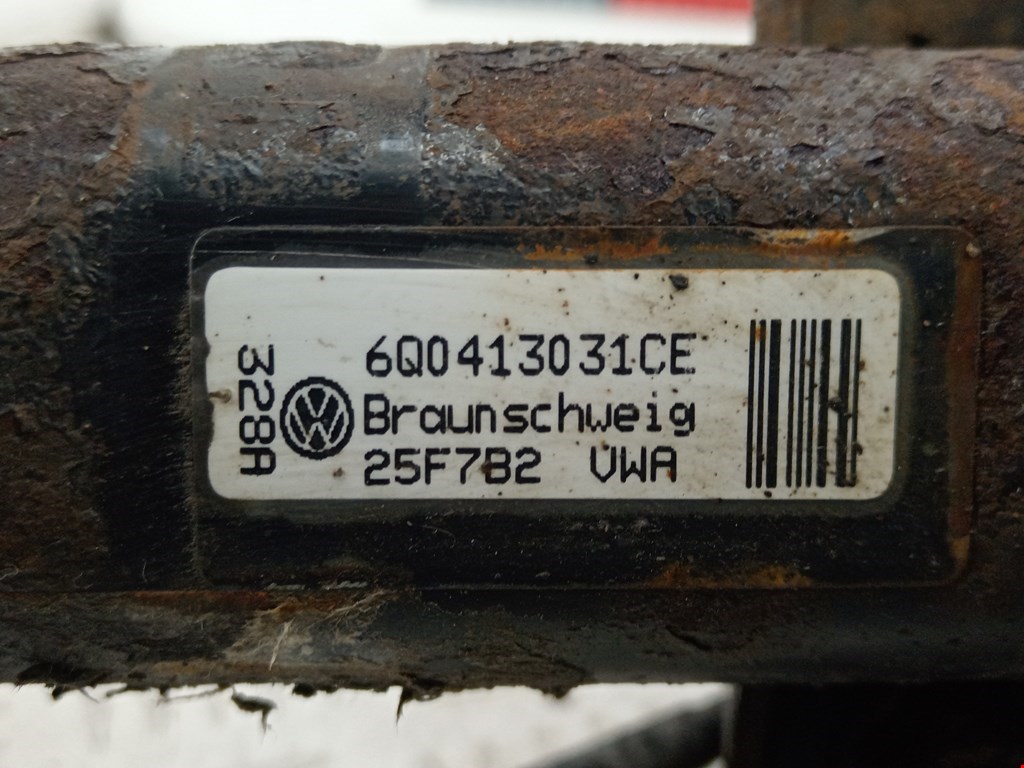 328A
6Q0413031CE
Braunschweig
25F7B2 VWA